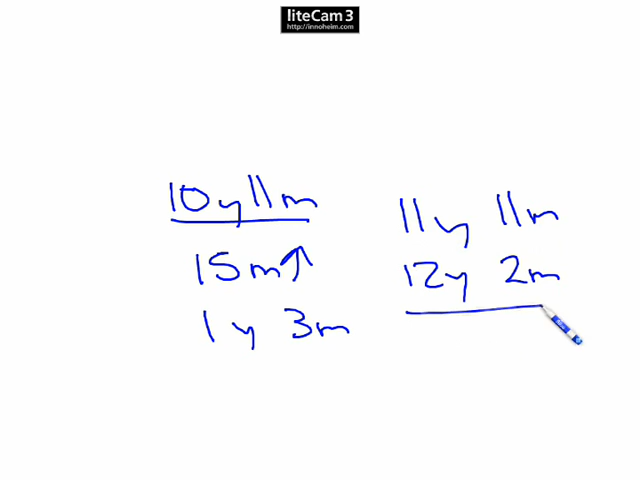 liteCam 3
http://innoheim.com
10y 11m
15m↑
1y 3m
11y 11m
12y 2m